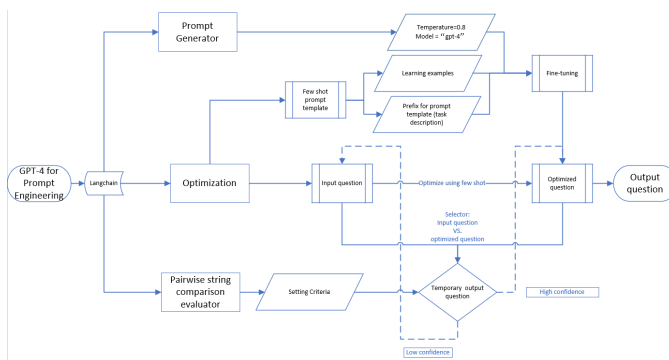 Prompt
Generator
Temperature=0.8
Model = “gpt-4”
Learning examples
Fine-tuning
Few shot
prompt
template
Prefix for prompt
template (task
description)
GPT-4 for
Prompt
Engineering
Langchain
Optimization
Input question
Optimize using few shot
Optimized
question
Output
question
Selector:
Input question
VS.
optimized question
Pairwise string
comparison
evaluator
Setting Criteria
Temporary output
question
High confidence
Low confidence